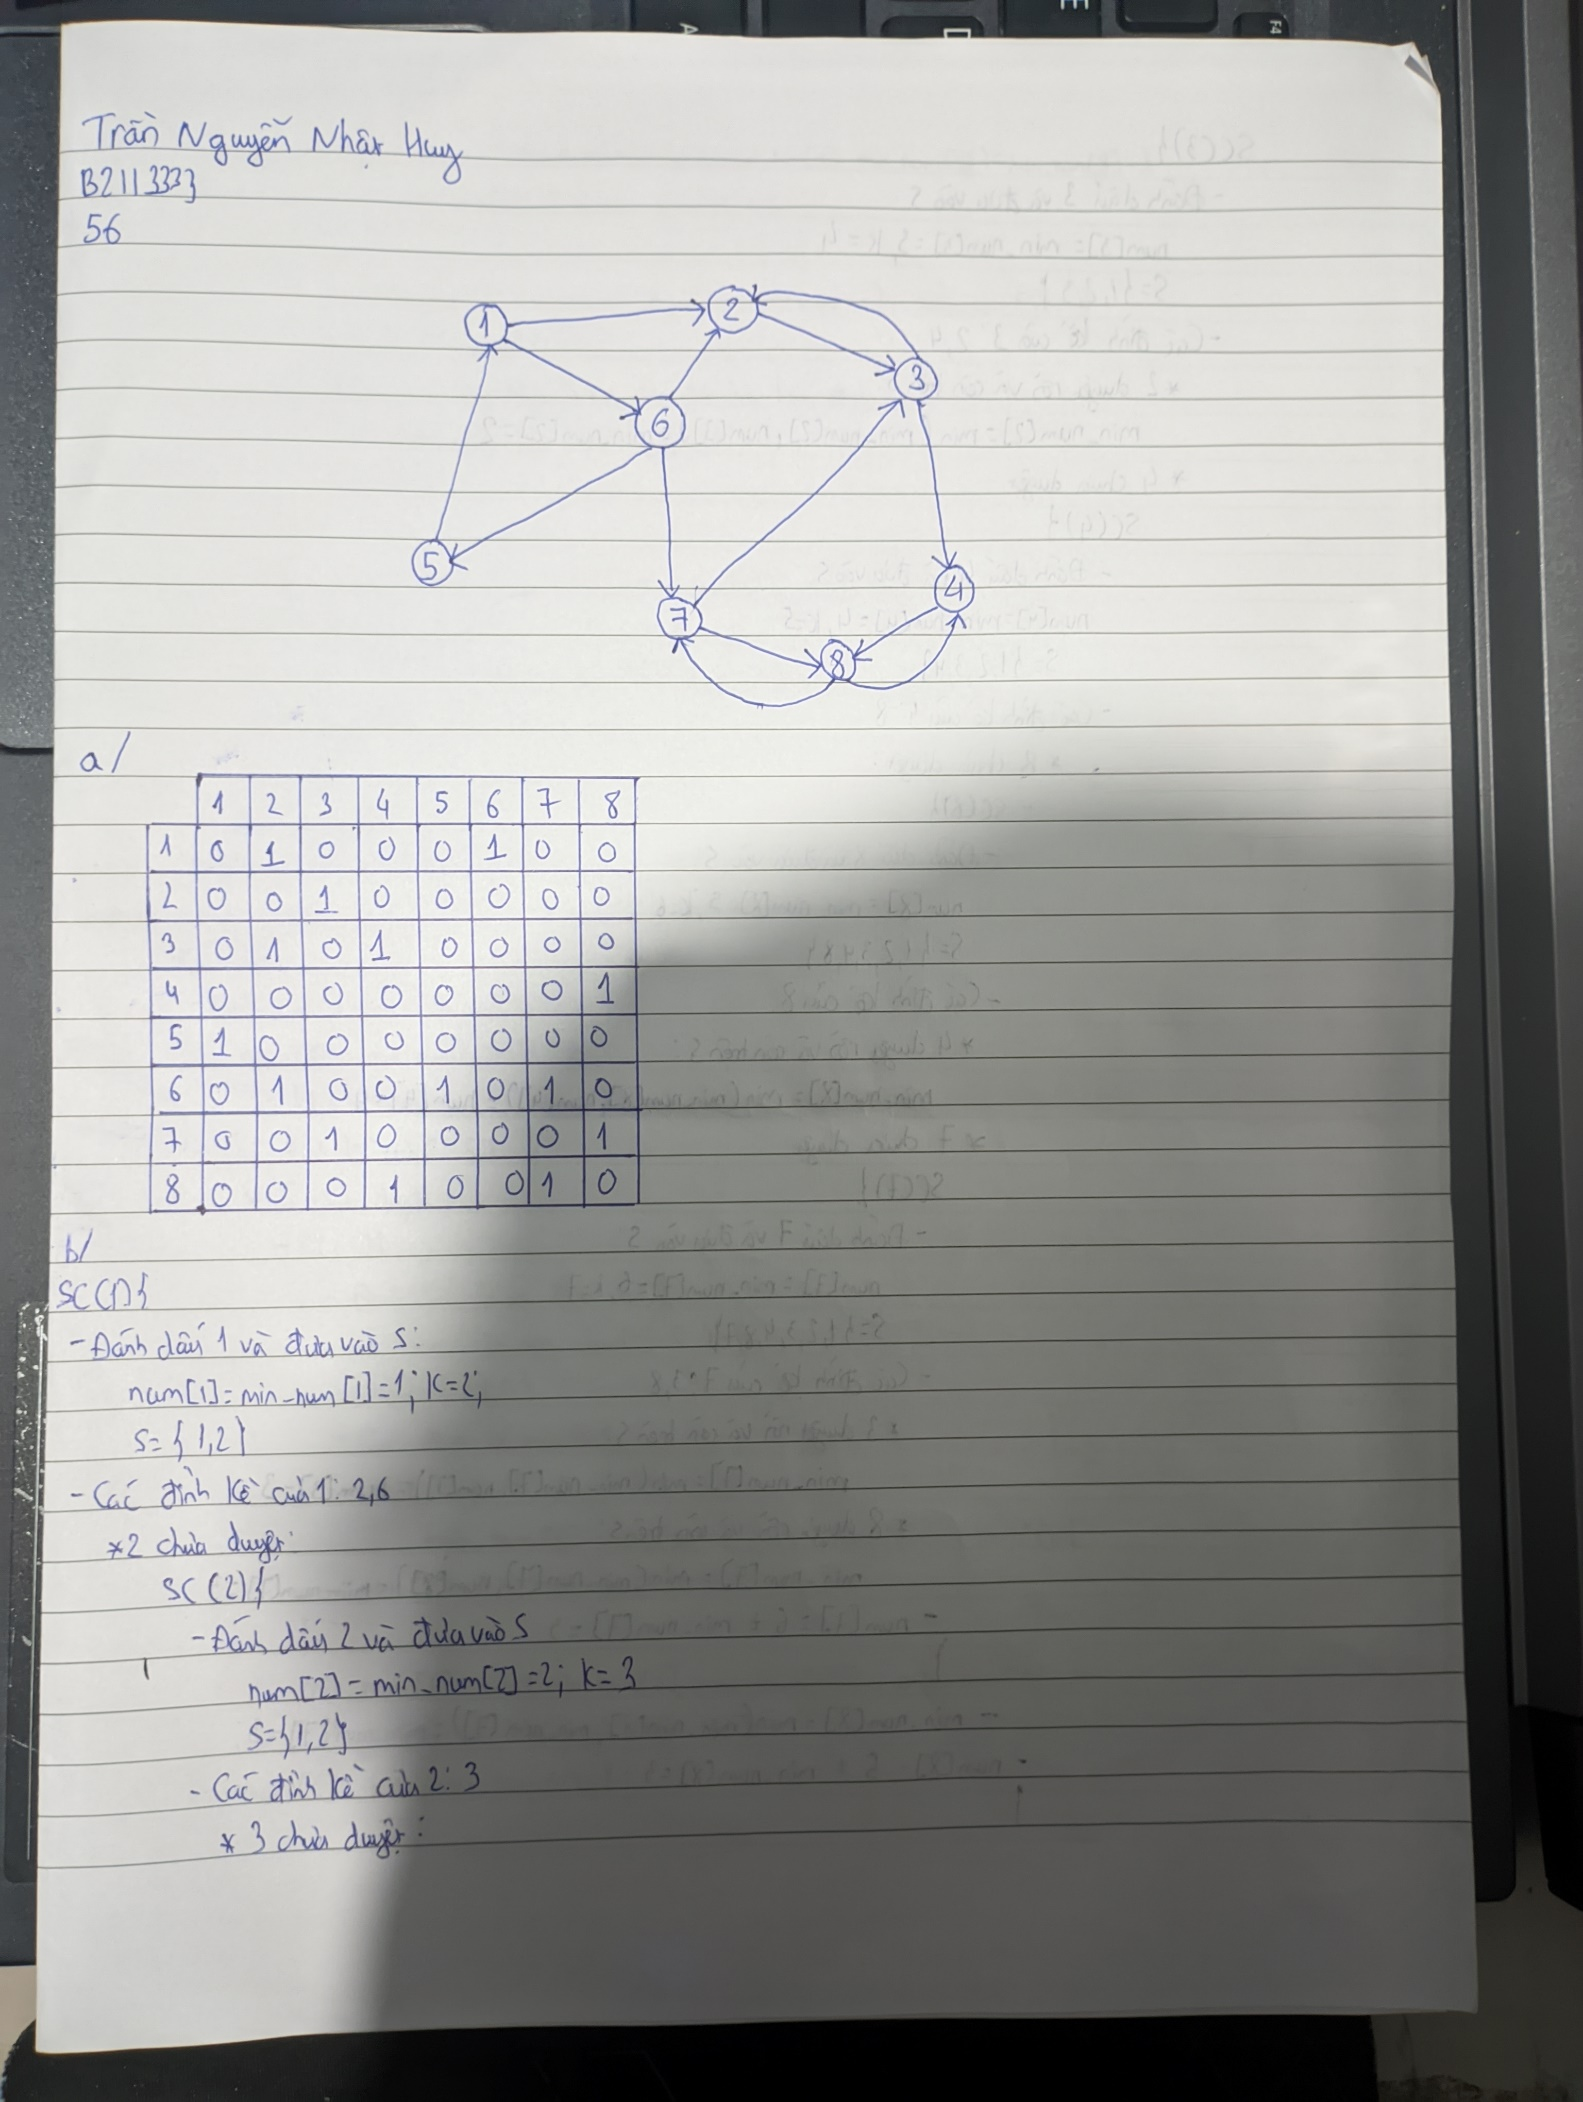 Trần Nguyễn Nhật Huy
B2113333
56
1
2
3
6
5
4
7
8
a/
1 2 3 4 5 6 7 8
1 0 1 0 0 0 1 0 0
2 0 0 1 0 0 0 0 0
3 0 1 0 1 0 0 0 0
4 0 0 0 0 0 0 0 1
5 1 0 0 0 0 0 0 0
6 0 1 0 0 1 0 1 0
7 0 0 1 0 0 0 0 1
8 0 0 0 1 0 0 1 0
b/
SC(1){
- Đánh dấu 1 và đưa vào S:
num[1]=min_num[1]=1; K=2;
S={1,2}
- Các đỉnh kề của 1: 2,6
*2 chưa duyệt:
SC(2){
- Đánh dấu 2 và đưa vào S
num[2]=min_num[2]=2; K=3
S={1,2}
- Các đỉnh kề của 2: 3
* 3 chưa duyệt: